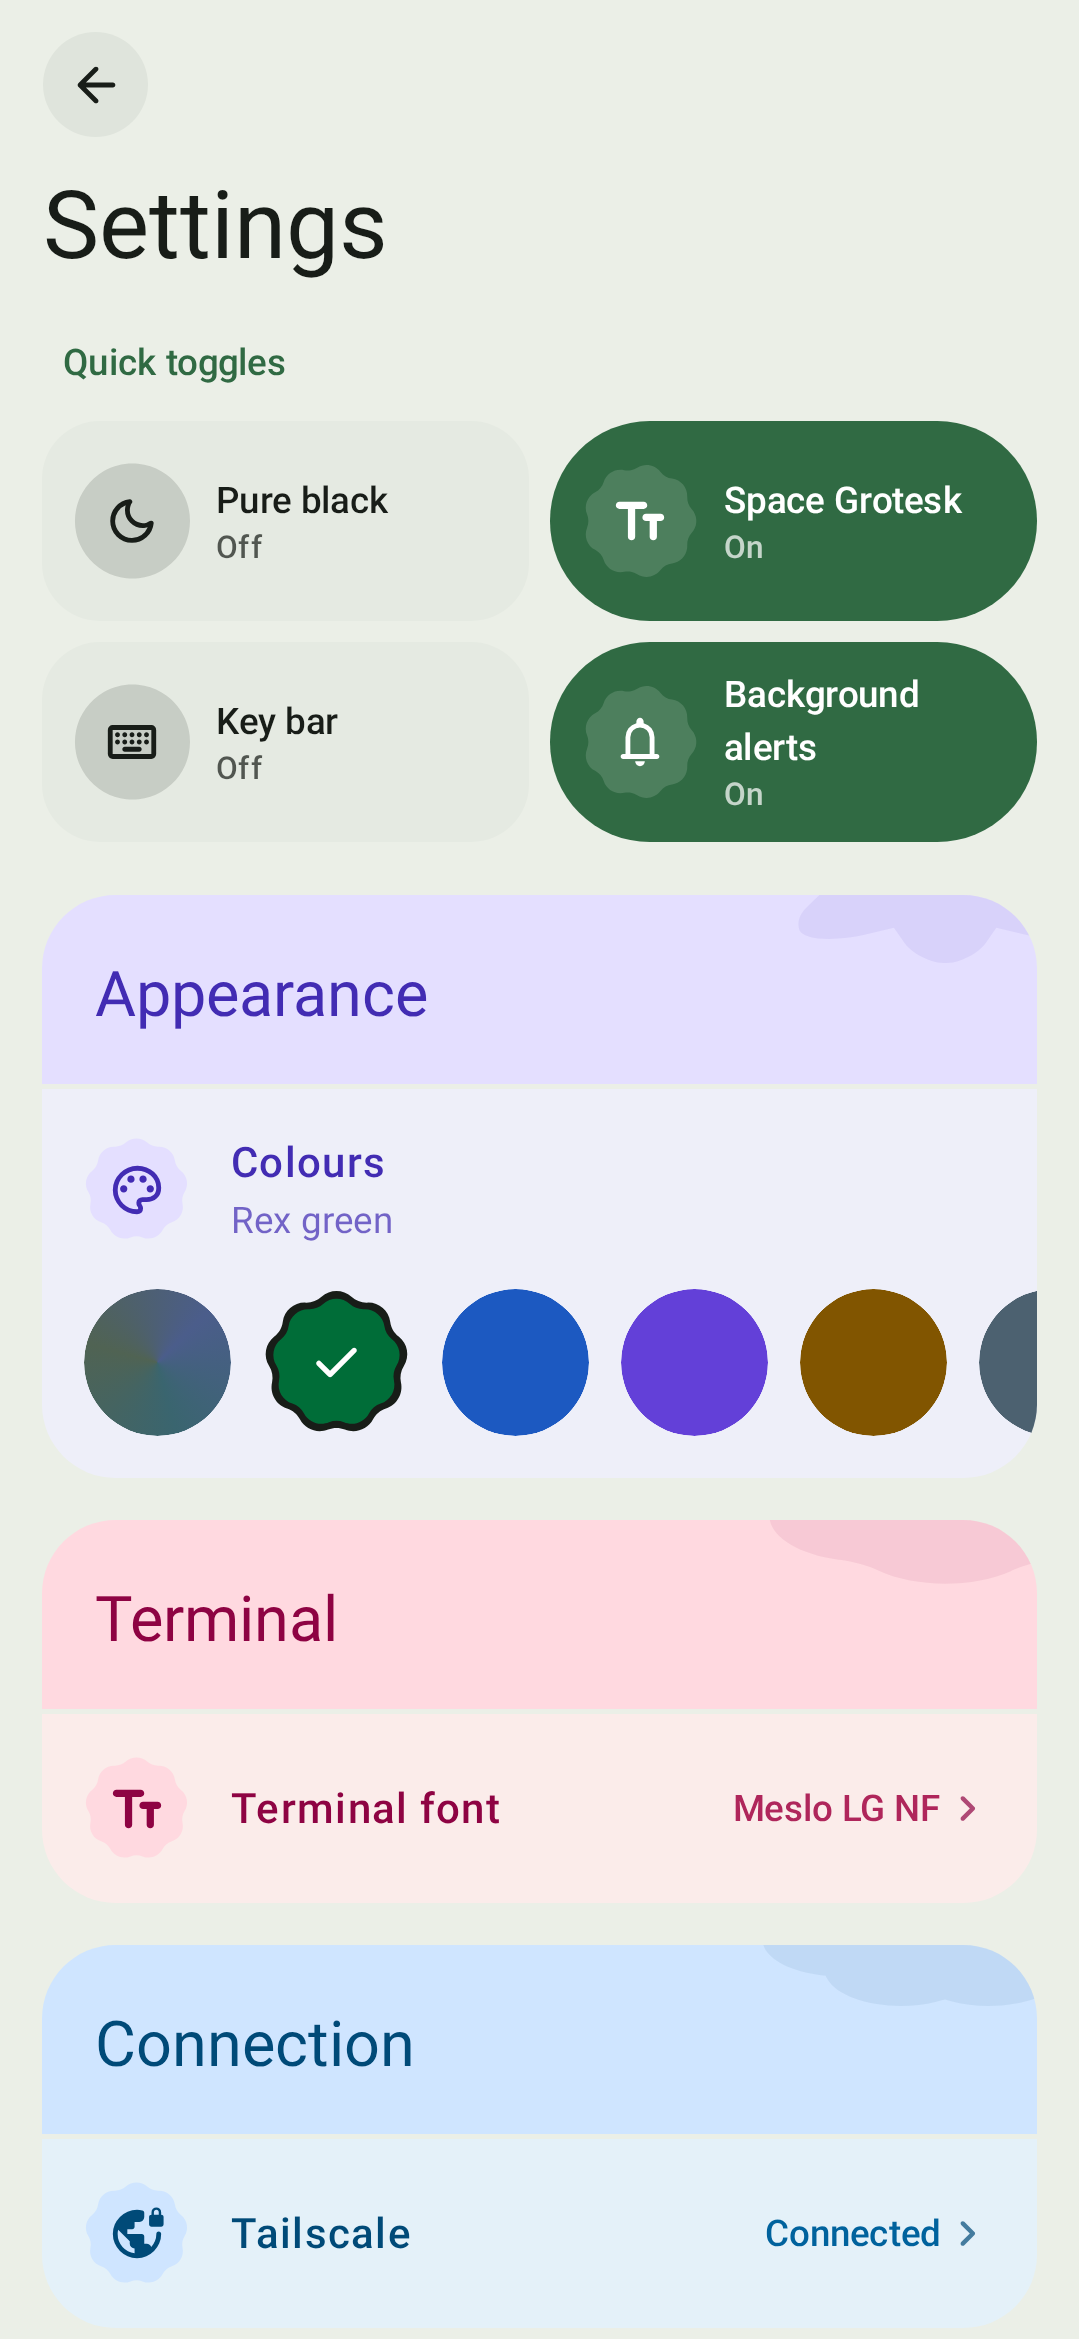 Settings
Quick toggles
Pure black
Off
Space Grotesk
On
Key bar
Off
Background
alerts
On
Appearance
Colours
Rex green
Terminal
Terminal font
Meslo LG NF
Connection
Tailscale
Connected